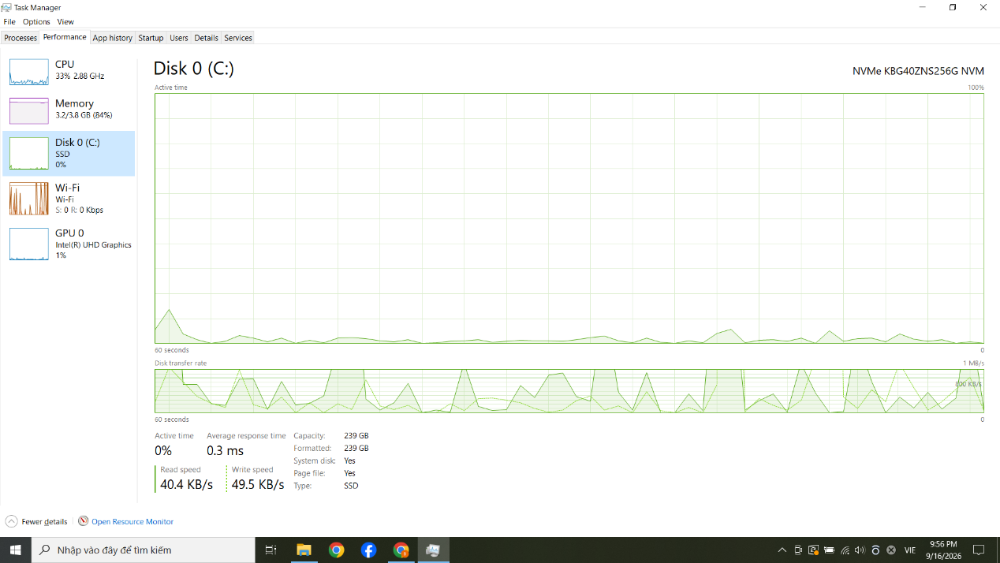 Task Manager
File Options View
Processes Performance App history Startup Users Details Services
CPU
33% 2.88 GHz
Memory
3.2/3.8 GB (84%)
Disk 0 (C:)
SSD
0%
Wi-Fi
Wi-Fi
S: 0 R: 0 Kbps
GPU 0
Intel(R) UHD Graphics
1%
Disk 0 (C:) NVMe KBG40ZNS256G NVM
Active time 100%
60 seconds 0
Disk transfer rate 1 MB/s
800 KB/s
60 seconds 0
Active time
0%
Average response time
0.3 ms
Read speed
40.4 KB/s
Write speed
49.5 KB/s
Capacity: 239 GB
Formatted: 239 GB
System disk: Yes
Page file: Yes
Type: SSD
Fewer details Open Resource Monitor
Nhập vào đây để tìm kiếm
VIE
9:56 PM
9/16/2026